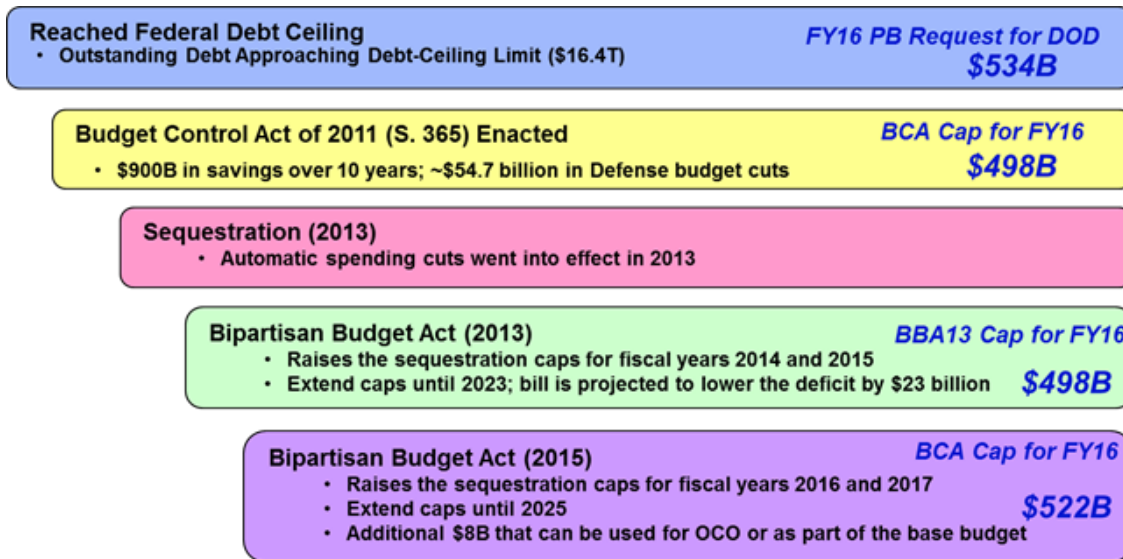 Reached Federal Debt Ceiling
• Outstanding Debt Approaching Debt-Ceiling Limit ($16.4T)
FY16 PB Request for DOD
$534B
Budget Control Act of 2011 (S. 365) Enacted
• $900B in savings over 10 years; ~$54.7 billion in Defense budget cuts
BCA Cap for FY16
$498B
Sequestration (2013)
• Automatic spending cuts went into effect in 2013
Bipartisan Budget Act (2013)
• Raises the sequestration caps for fiscal years 2014 and 2015
• Extend caps until 2023; bill is projected to lower the deficit by $23 billion
BBA13 Cap for FY16
$498B
Bipartisan Budget Act (2015)
• Raises the sequestration caps for fiscal years 2016 and 2017
• Extend caps until 2025
• Additional $8B that can be used for OCO or as part of the base budget
BCA Cap for FY16
$522B